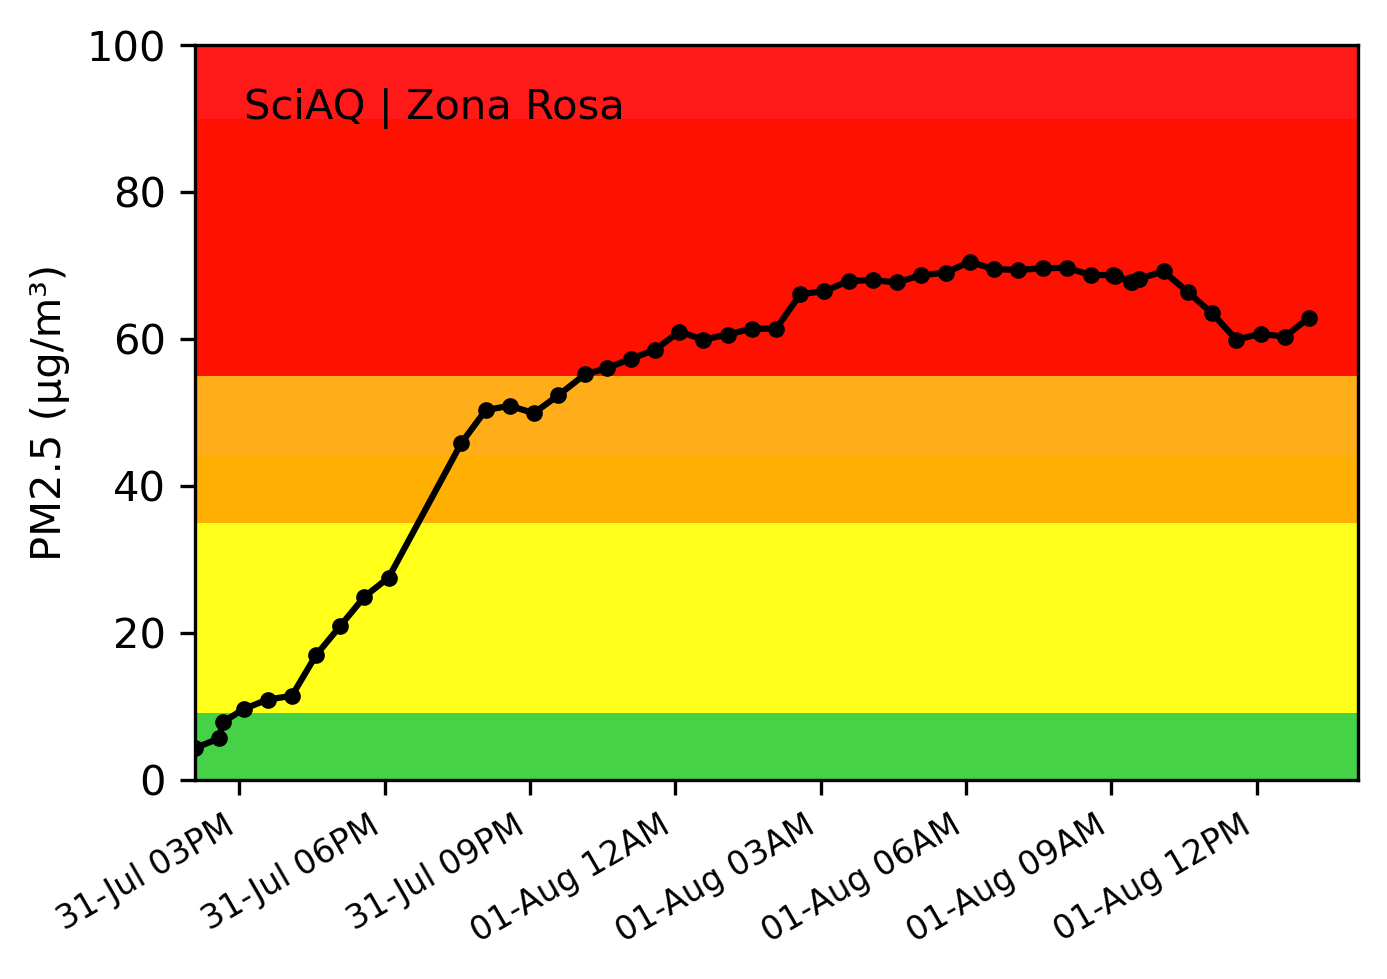 SciAQ | Zona Rosa
PM2.5 (µg/m³)
100
80
60
40
20
0
31-Jul 03PM
31-Jul 06PM
31-Jul 09PM
01-Aug 12AM
01-Aug 03AM
01-Aug 06AM
01-Aug 09AM
01-Aug 12PM